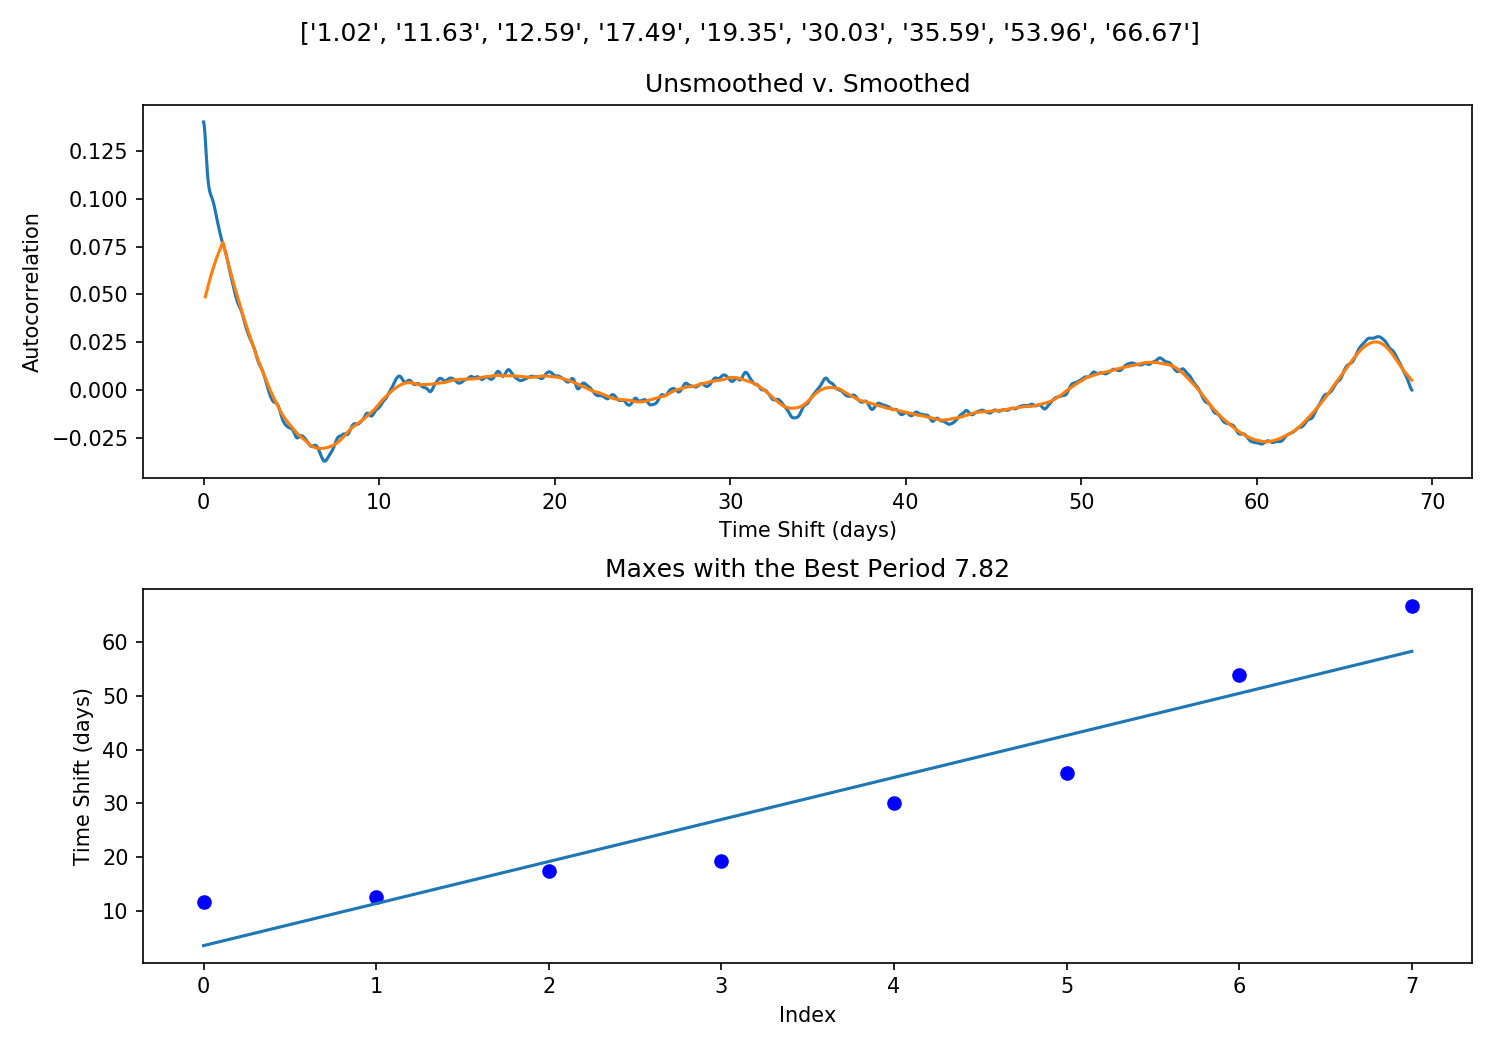 ['1.02', '11.63', '12.59', '17.49', '19.35', '30.03', '35.59', '53.96', '66.67']
Unsmoothed v. Smoothed
0.125
0.100
0.075
0.050
0.025
0.000
−0.025
Autocorrelation
0 10 20 30 40 50 60 70
Time Shift (days)
Maxes with the Best Period 7.82
60
50
40
30
20
10
Time Shift (days)
0 1 2 3 4 5 6 7
Index